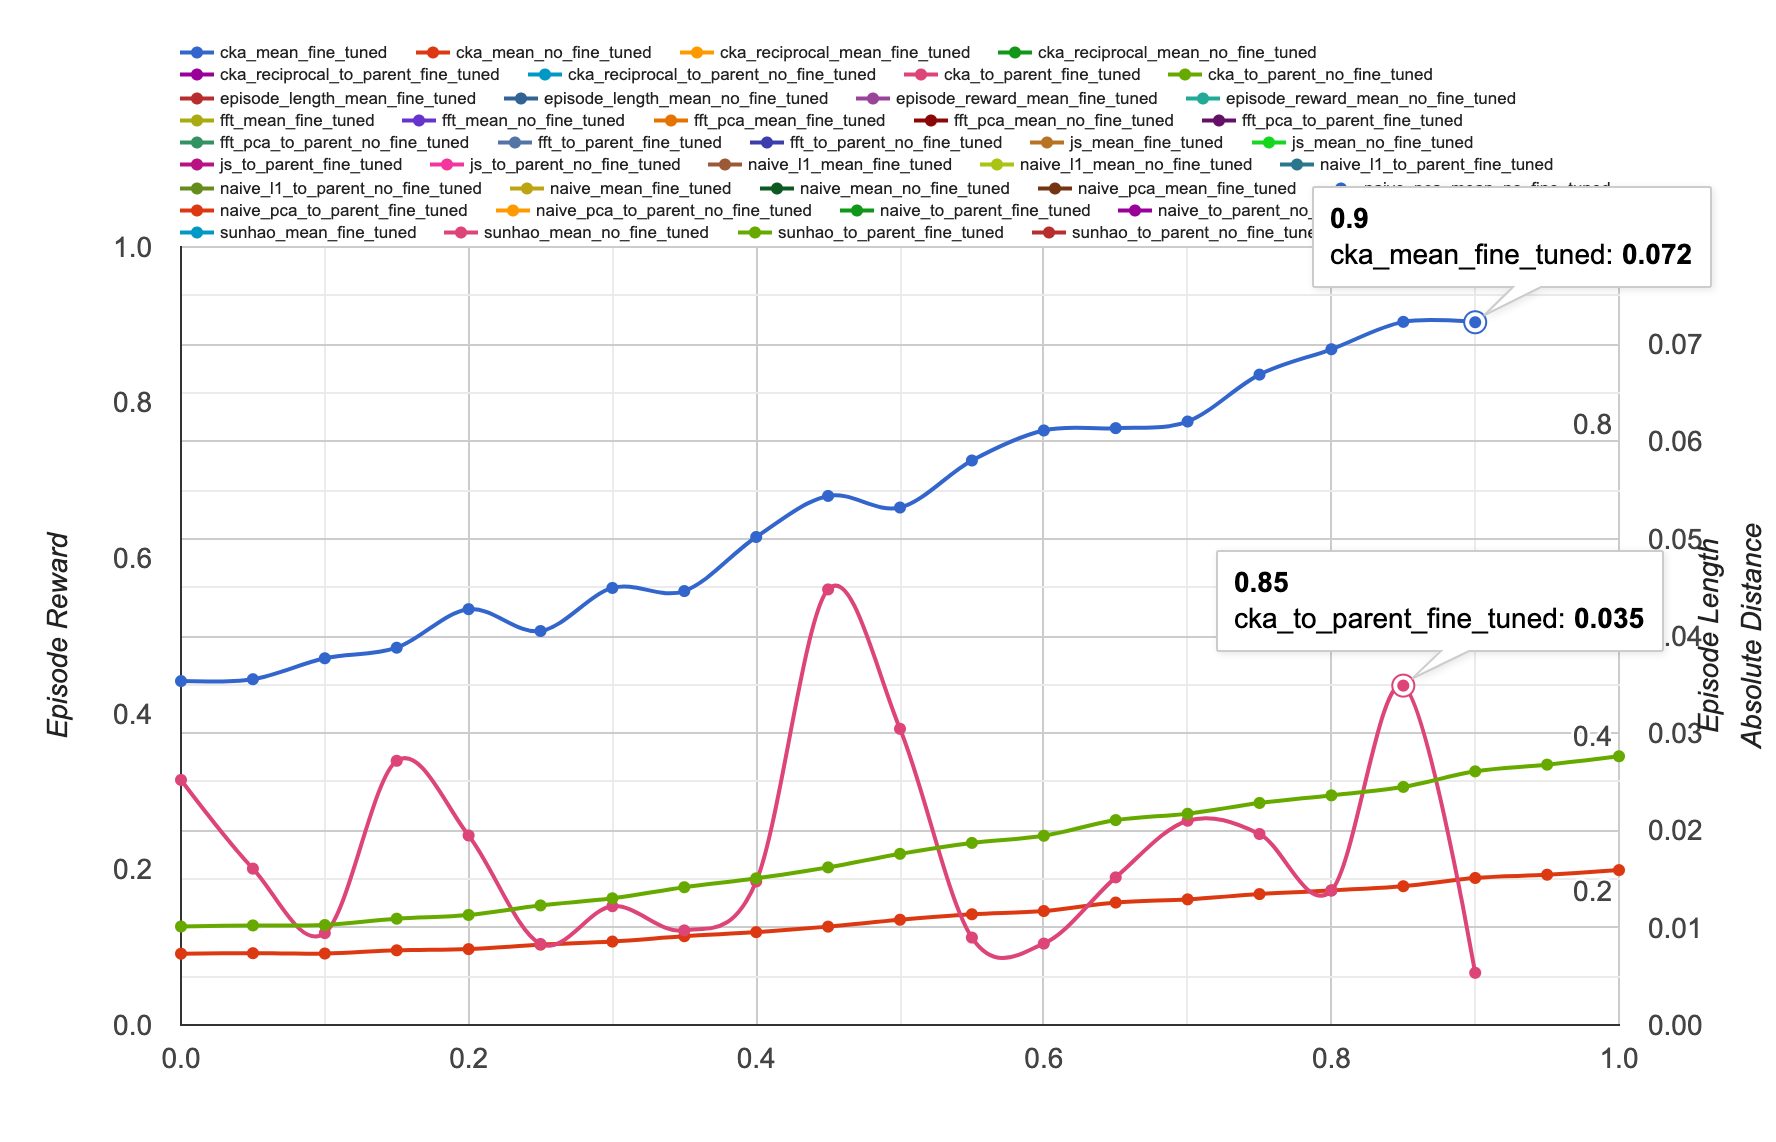 cka_mean_fine_tuned cka_mean_no_fine_tuned cka_reciprocal_mean_fine_tuned cka_reciprocal_mean_no_fine_tuned
cka_reciprocal_to_parent_fine_tuned cka_reciprocal_to_parent_no_fine_tuned cka_to_parent_fine_tuned cka_to_parent_no_fine_tuned
episode_length_mean_fine_tuned episode_length_mean_no_fine_tuned episode_reward_mean_fine_tuned episode_reward_mean_no_fine_tuned
fft_mean_fine_tuned fft_mean_no_fine_tuned fft_pca_mean_fine_tuned fft_pca_mean_no_fine_tuned fft_pca_to_parent_fine_tuned
fft_pca_to_parent_no_fine_tuned fft_to_parent_fine_tuned fft_to_parent_no_fine_tuned js_mean_fine_tuned js_mean_no_fine_tuned
js_to_parent_fine_tuned js_to_parent_no_fine_tuned naive_l1_mean_fine_tuned naive_l1_mean_no_fine_tuned naive_l1_to_parent_fine_tuned
naive_l1_to_parent_no_fine_tuned naive_mean_fine_tuned naive_mean_no_fine_tuned naive_pca_mean_fine_tuned
naive_pca_to_parent_fine_tuned naive_pca_to_parent_no_fine_tuned naive_to_parent_fine_tuned naive_to_parent_no_
sunhao_mean_fine_tuned sunhao_mean_no_fine_tuned sunhao_to_parent_fine_tuned sunhao_to_parent_no_fine_tune
0.9
cka_mean_fine_tuned: 0.072
1.0
0.07
0.8
0.8
0.06
0.05
0.6
0.85
cka_to_parent_fine_tuned: 0.035
.04
Episode Reward
Episode Length
Absolute Distance
0.4
0.4
0.03
0.2
0.2
0.02
0.01
0.0
0.00
0.0 0.2 0.4 0.6 0.8 1.0